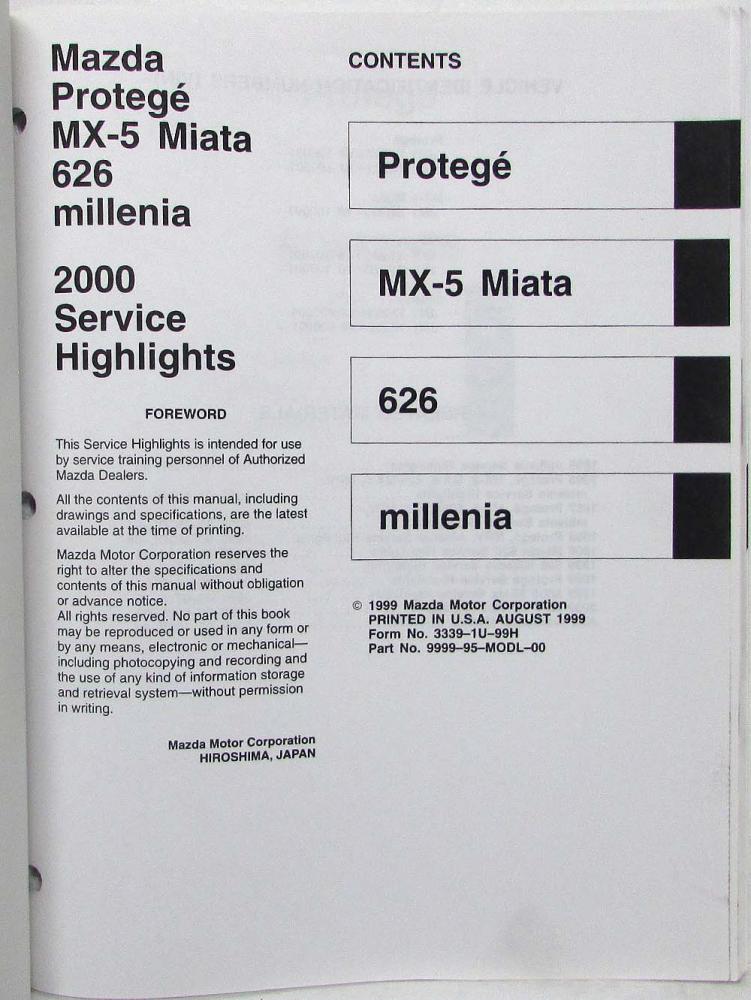 Mazda
Protegé
MX-5 Miata
626
millenia
2000
Service
Highlights
FOREWORD
This Service Highlights is intended for use
by service training personnel of Authorized
Mazda Dealers.
All the contents of this manual, including
drawings and specifications, are the latest
available at the time of printing.
Mazda Motor Corporation reserves the
right to alter the specifications and
contents of this manual without obligation
or advance notice.
All rights reserved. No part of this book
may be reproduced or used in any form or
by any means, electronic or mechanical—
including photocopying and recording and
the use of any kind of information storage
and retrieval system—without permission
in writing.
Mazda Motor Corporation
HIROSHIMA, JAPAN
CONTENTS
Protegé
MX-5 Miata
626
millenia
© 1999 Mazda Motor Corporation
PRINTED IN U.S.A. AUGUST 1999
Form No. 3339–1U–99H
Part No. 9999–95–MODL–00